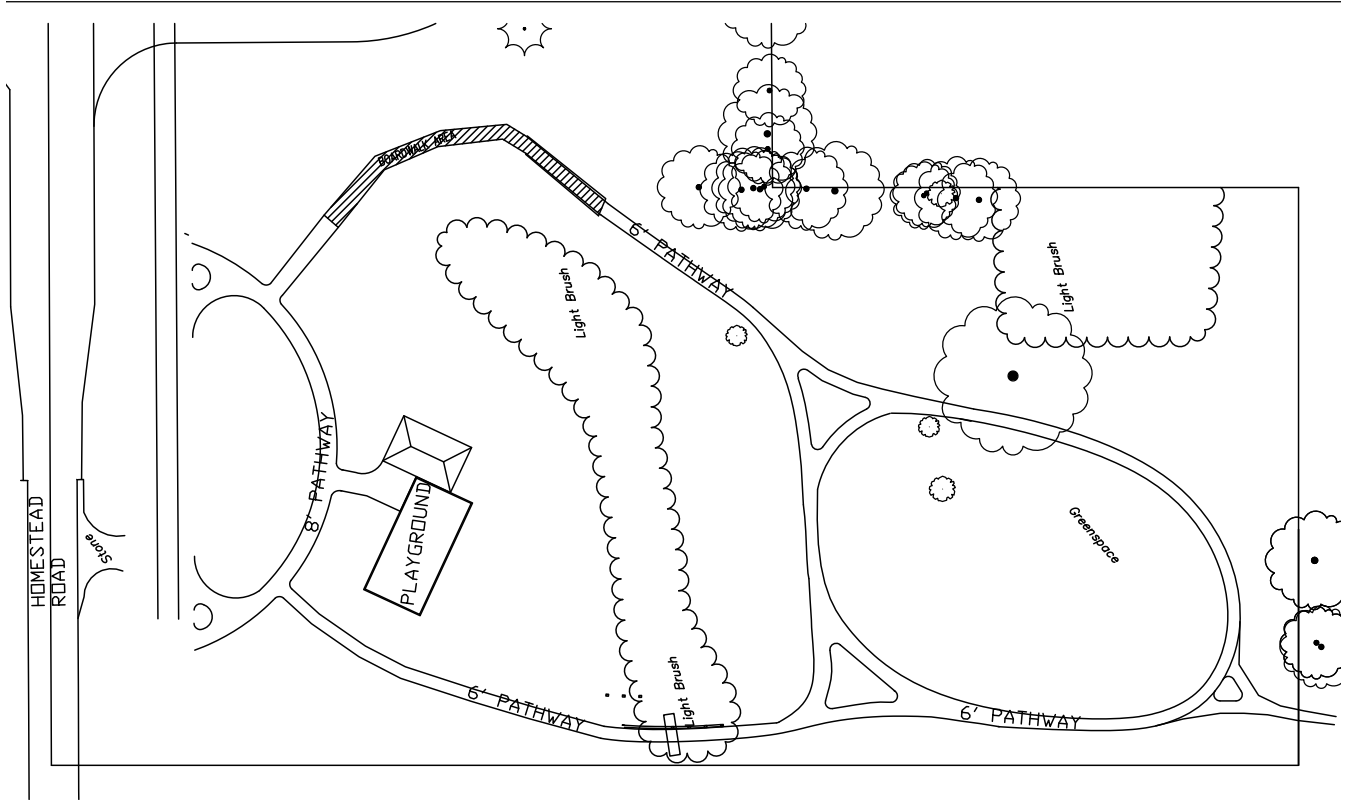 BOARDWALK AREA
6' PATHWAY
Light Brush
Light Brush
8' PATHWAY
PLAYGROUND
HOMESTEAD
ROAD
Stone
Greenspace
Light Brush
6' PATHWAY
6' PATHWAY